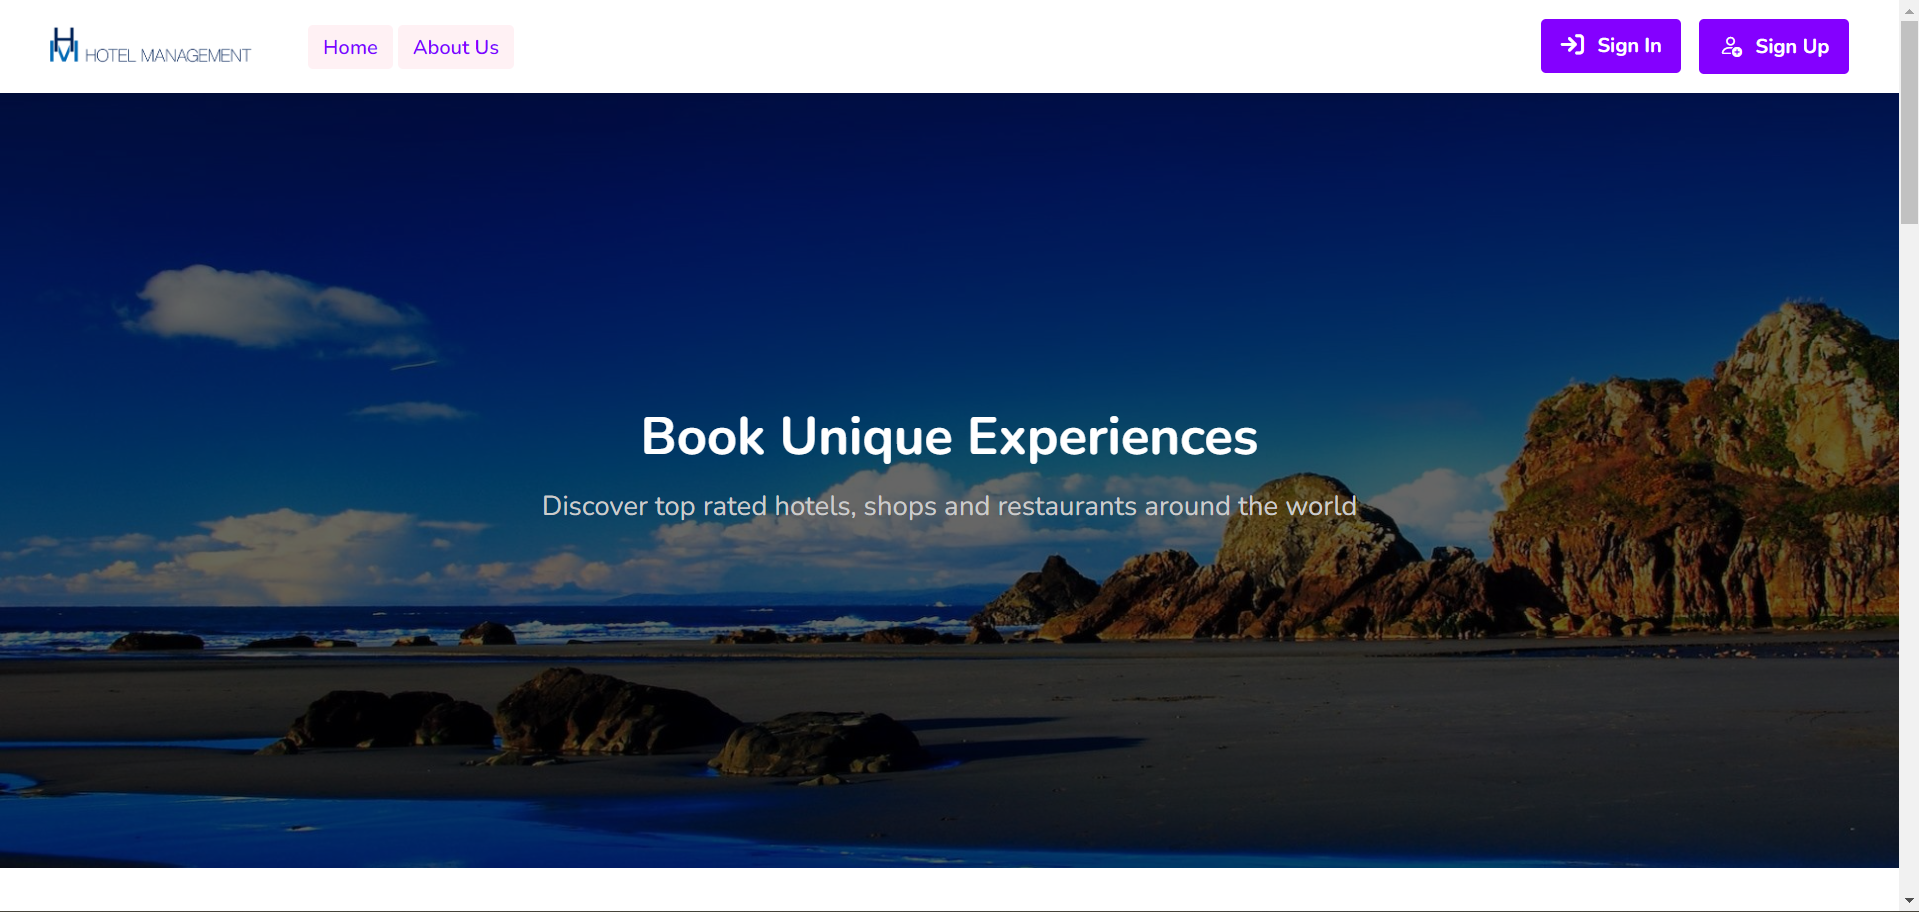 HM HOTEL MANAGEMENT
Home
About Us
Sign In
Sign Up
Book Unique Experiences
Discover top rated hotels, shops and restaurants around the world